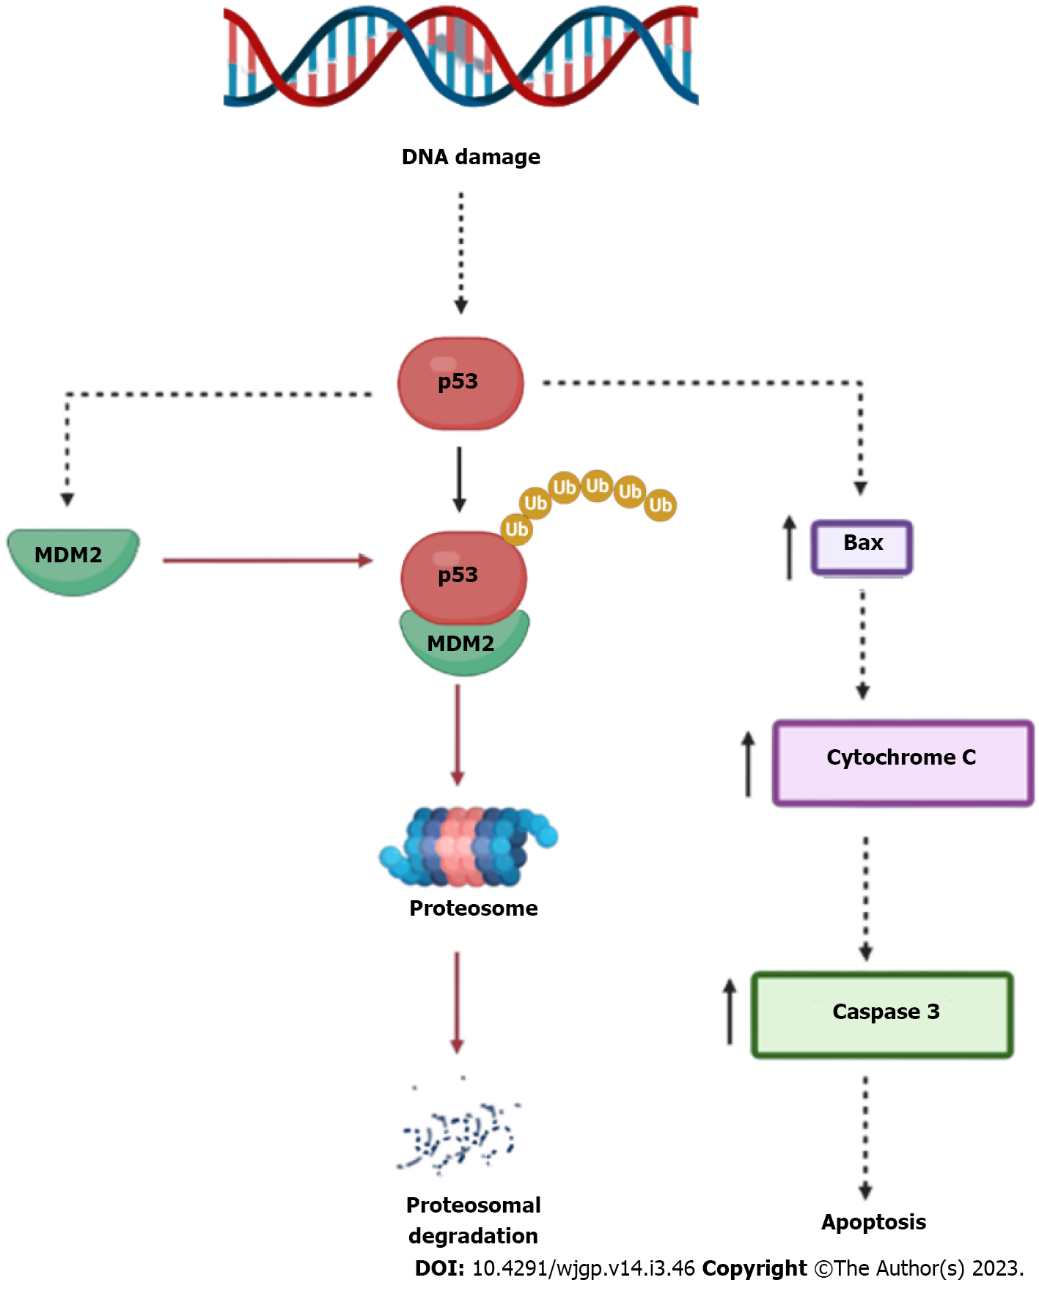 DNA damage
p53
Ub
Ub
Ub
Ub
Ub
Ub
MDM2
p53
MDM2
Bax
Cytochrome C
Proteosome
Caspase 3
Proteosomal
degradation
Apoptosis
DOI: 10.4291/wjgp.v14.i3.46 Copyright ©The Author(s) 2023.